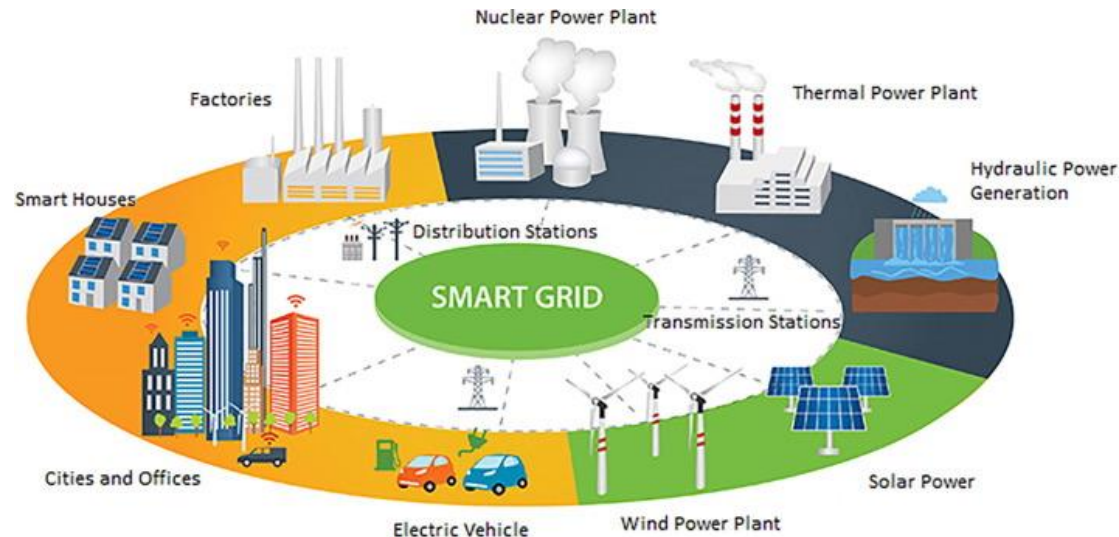 Nuclear Power Plant
Factories
Thermal Power Plant
Hydraulic Power
Generation
Smart Houses
Distribution Stations
SMART GRID
Transmission Stations
Cities and Offices
Solar Power
Electric Vehicle
Wind Power Plant